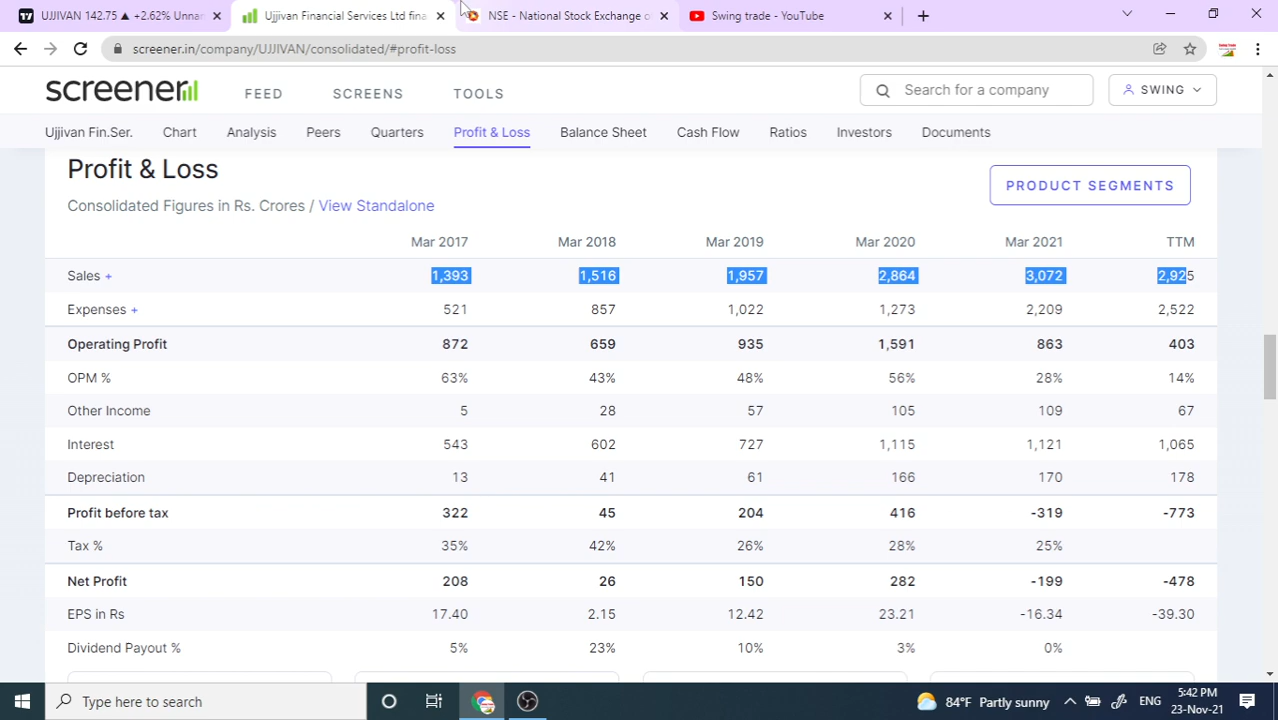 UJJIVAN 142.75 ▲ +2.62% Unnar
Ujjivan Financial Services Ltd fina
NSE - National Stock Exchange o
Swing trade - YouTube
screener.in/company/UJJIVAN/consolidated/#profit-loss
screener FEED SCREENS TOOLS Search for a company SWING
Ujjivan Fin.Ser. Chart Analysis Peers Quarters Profit & Loss Balance Sheet Cash Flow Ratios Investors Documents
Profit & Loss
PRODUCT SEGMENTS
Consolidated Figures in Rs. Crores / View Standalone
Mar 2017 Mar 2018 Mar 2019 Mar 2020 Mar 2021 TTM
Sales + 1,393 1,516 1,957 2,864 3,072 2,925
Expenses + 521 857 1,022 1,273 2,209 2,522
Operating Profit 872 659 935 1,591 863 403
OPM % 63% 43% 48% 56% 28% 14%
Other Income 5 28 57 105 109 67
Interest 543 602 727 1,115 1,121 1,065
Depreciation 13 41 61 166 170 178
Profit before tax 322 45 204 416 -319 -773
Tax % 35% 42% 26% 28% 25%
Net Profit 208 26 150 282 -199 -478
EPS in Rs 17.40 2.15 12.42 23.21 -16.34 -39.30
Dividend Payout % 5% 23% 10% 3% 0%
Type here to search
84°F Partly sunny
ENG
5:42 PM
23-Nov-21